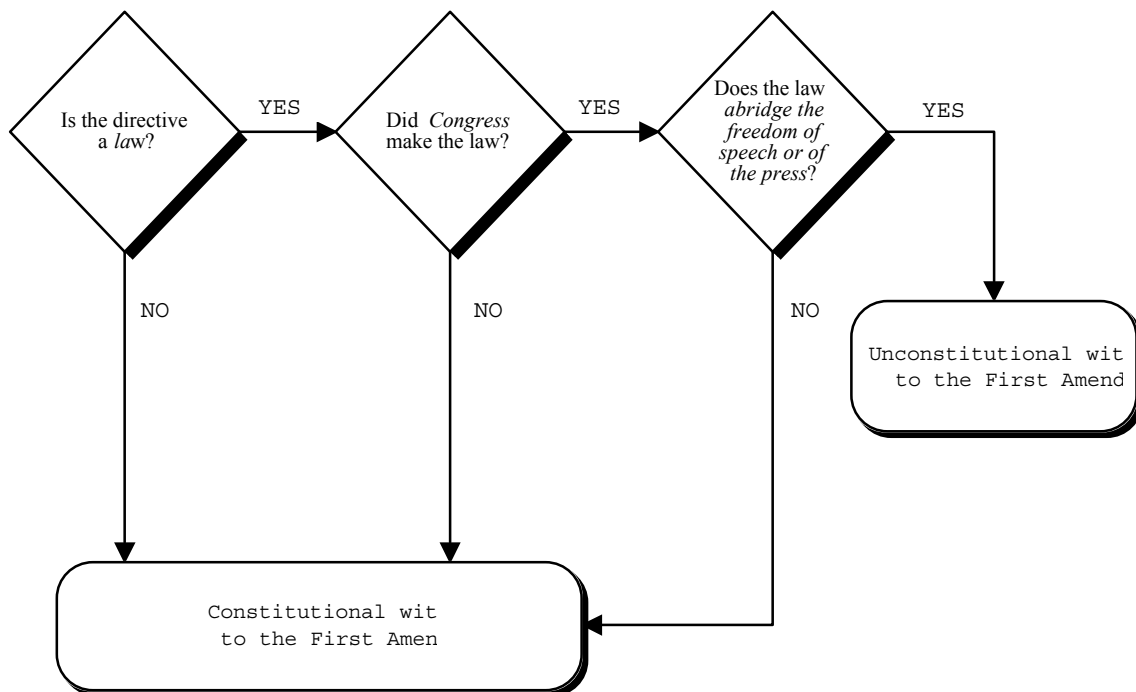 Is the directive
a law?
YES
NO
Did Congress
make the law?
YES
NO
Does the law
abridge the
freedom of
speech or of
the press?
YES
NO
Unconstitutional wit
to the First Amend
Constitutional wit
to the First Amen